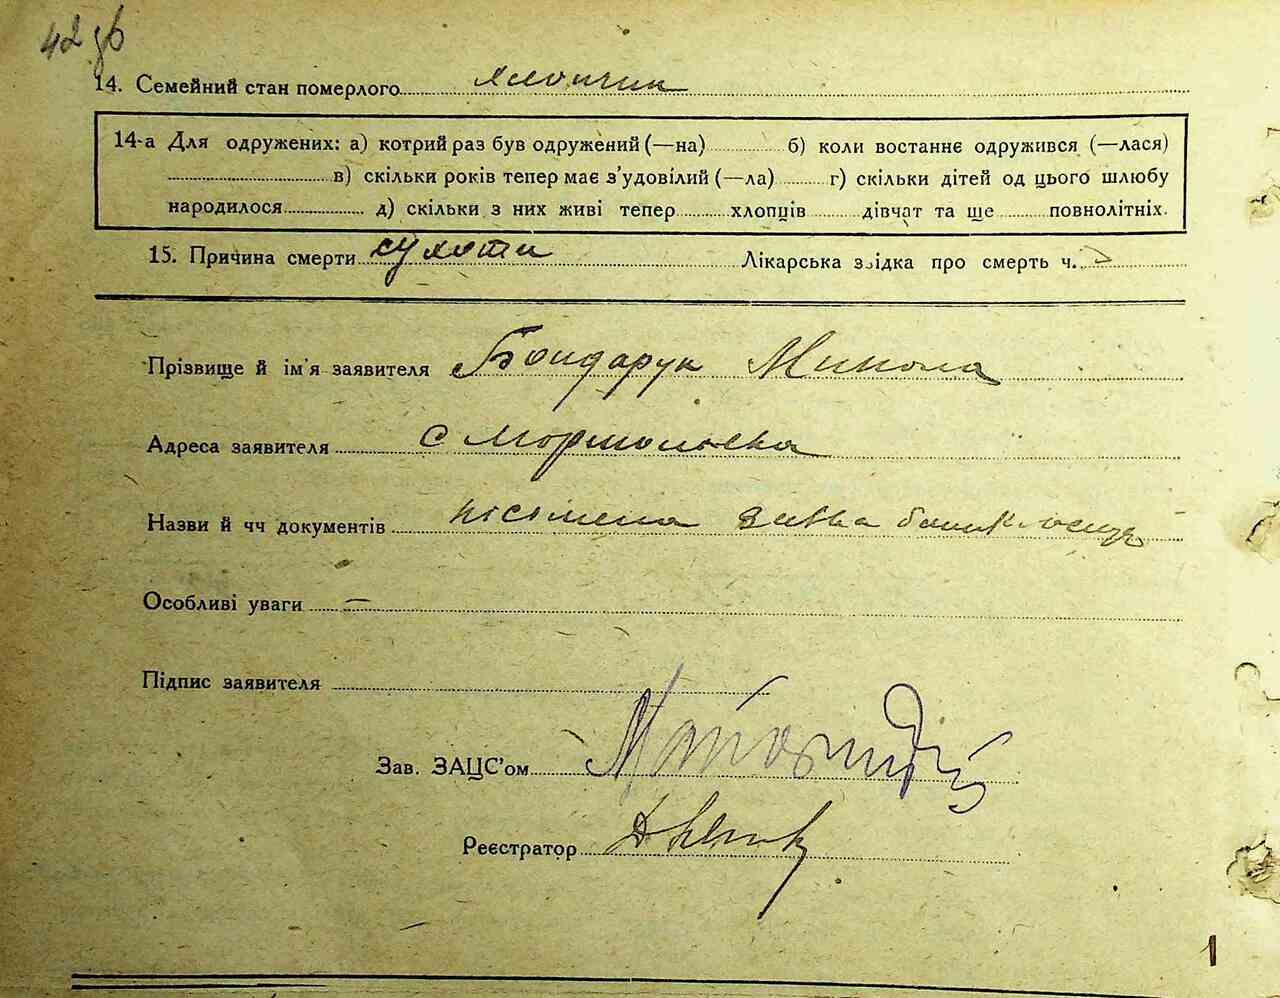 42 зв
14. Семейний стан померлого хлопчик
14-а Для одружених: а) котрий раз був одружений (—на) б) коли востаннє одружився (—лася)
в) скільки років тепер має з'удовілий (—ла) г) скільки дітей од цього шлюбу
народилося д) скільки з них живі тепер хлопців дівчат та ще повнолітніх.
15. Причина смерти сухоти Лікарська звідка про смерть ч.
Прізвище й ім'я заявителя Бондарук Микола
Адреса заявителя с
Назви й чч документів заява
Особливі уваги —
Підпис заявителя
Зав. ЗАЦС'ом
Реєстратор
1